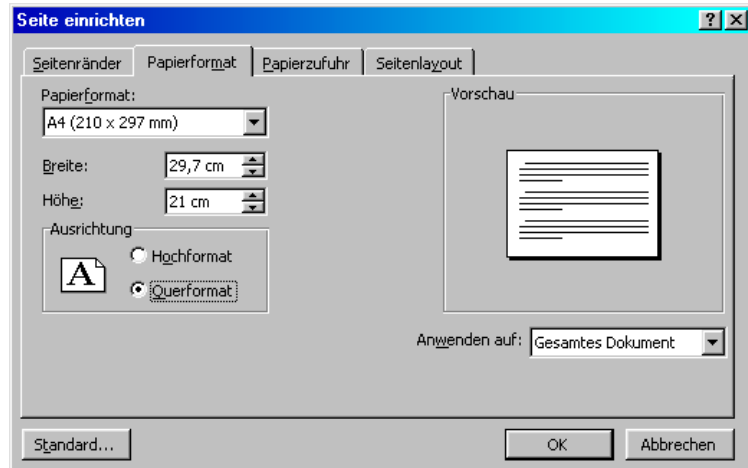 Seite einrichten
Seitenränder Papierformat Papierzufuhr Seitenlayout
Papierformat:
A4 (210 x 297 mm)
Breite: 29,7 cm
Höhe: 21 cm
Ausrichtung
A
Hochformat
Querformat
Vorschau
Anwenden auf: Gesamtes Dokument
Standard... OK Abbrechen